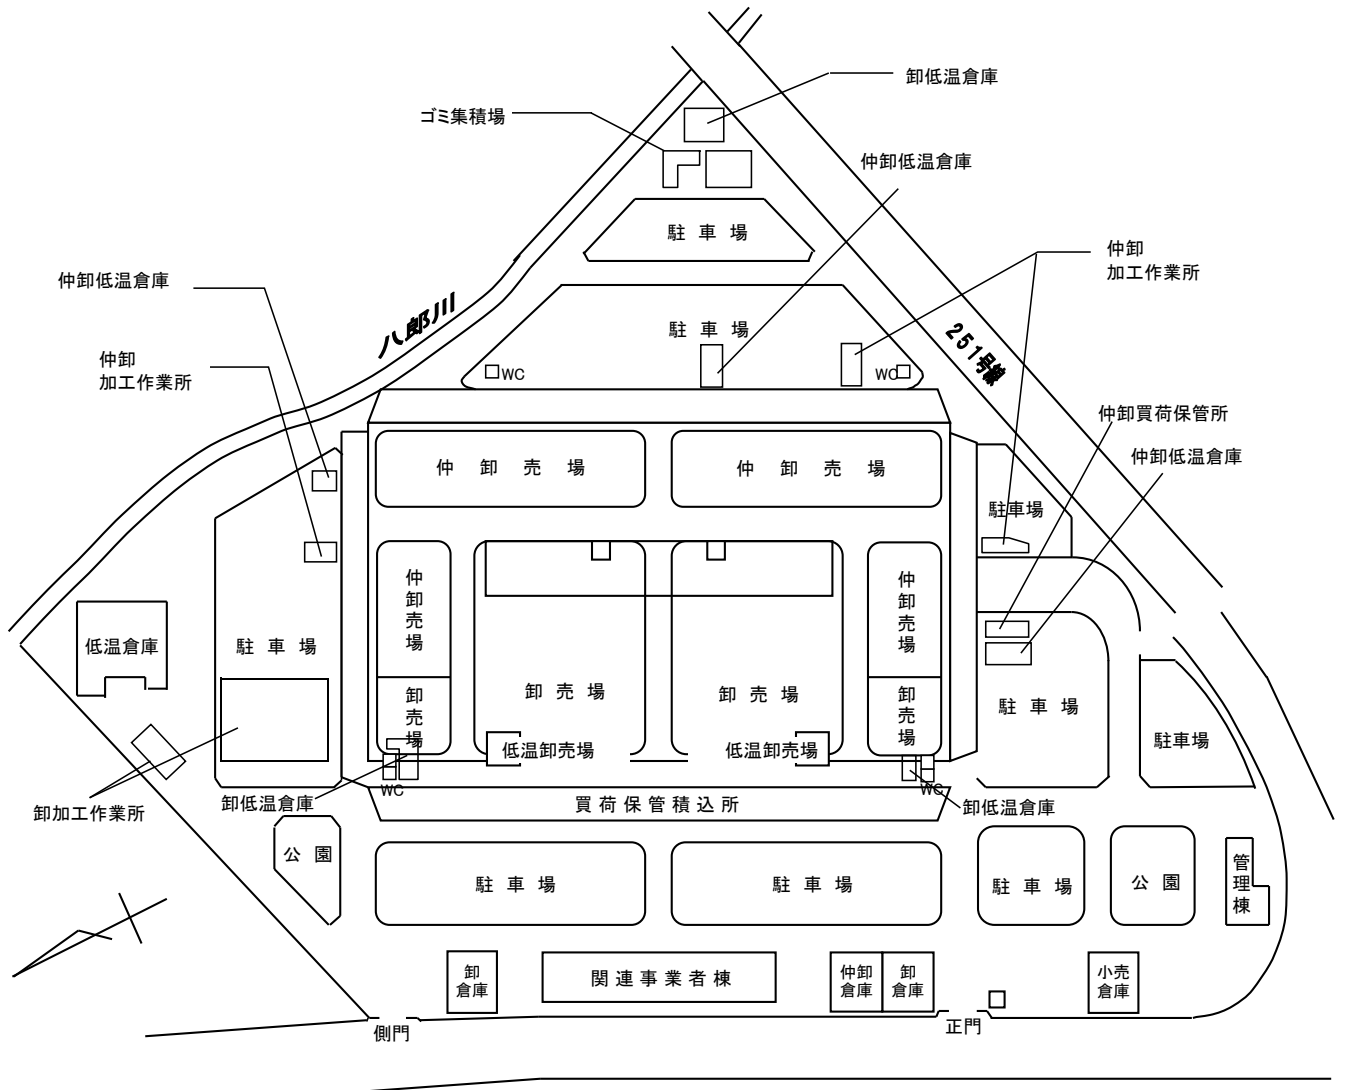 卸低温倉庫
ゴミ集積場
仲卸低温倉庫
駐車場
仲卸
加工作業所
仲卸低温倉庫
八郎川
駐車場
251号線
仲卸
加工作業所
WC
WC
仲卸買荷保管所
仲卸低温倉庫
仲卸売場
仲卸売場
駐車場
仲卸売場
仲卸売場
低温倉庫
駐車場
卸売場
卸売場
卸売場
卸売場
駐車場
駐車場
低温卸売場
低温卸売場
WC
WC
卸低温倉庫
買荷保管積込所
卸低温倉庫
卸加工作業所
公園
駐車場
駐車場
駐車場
公園
管理棟
卸
倉庫
関連事業者棟
仲卸
倉庫
卸
倉庫
小売
倉庫
側門
正門